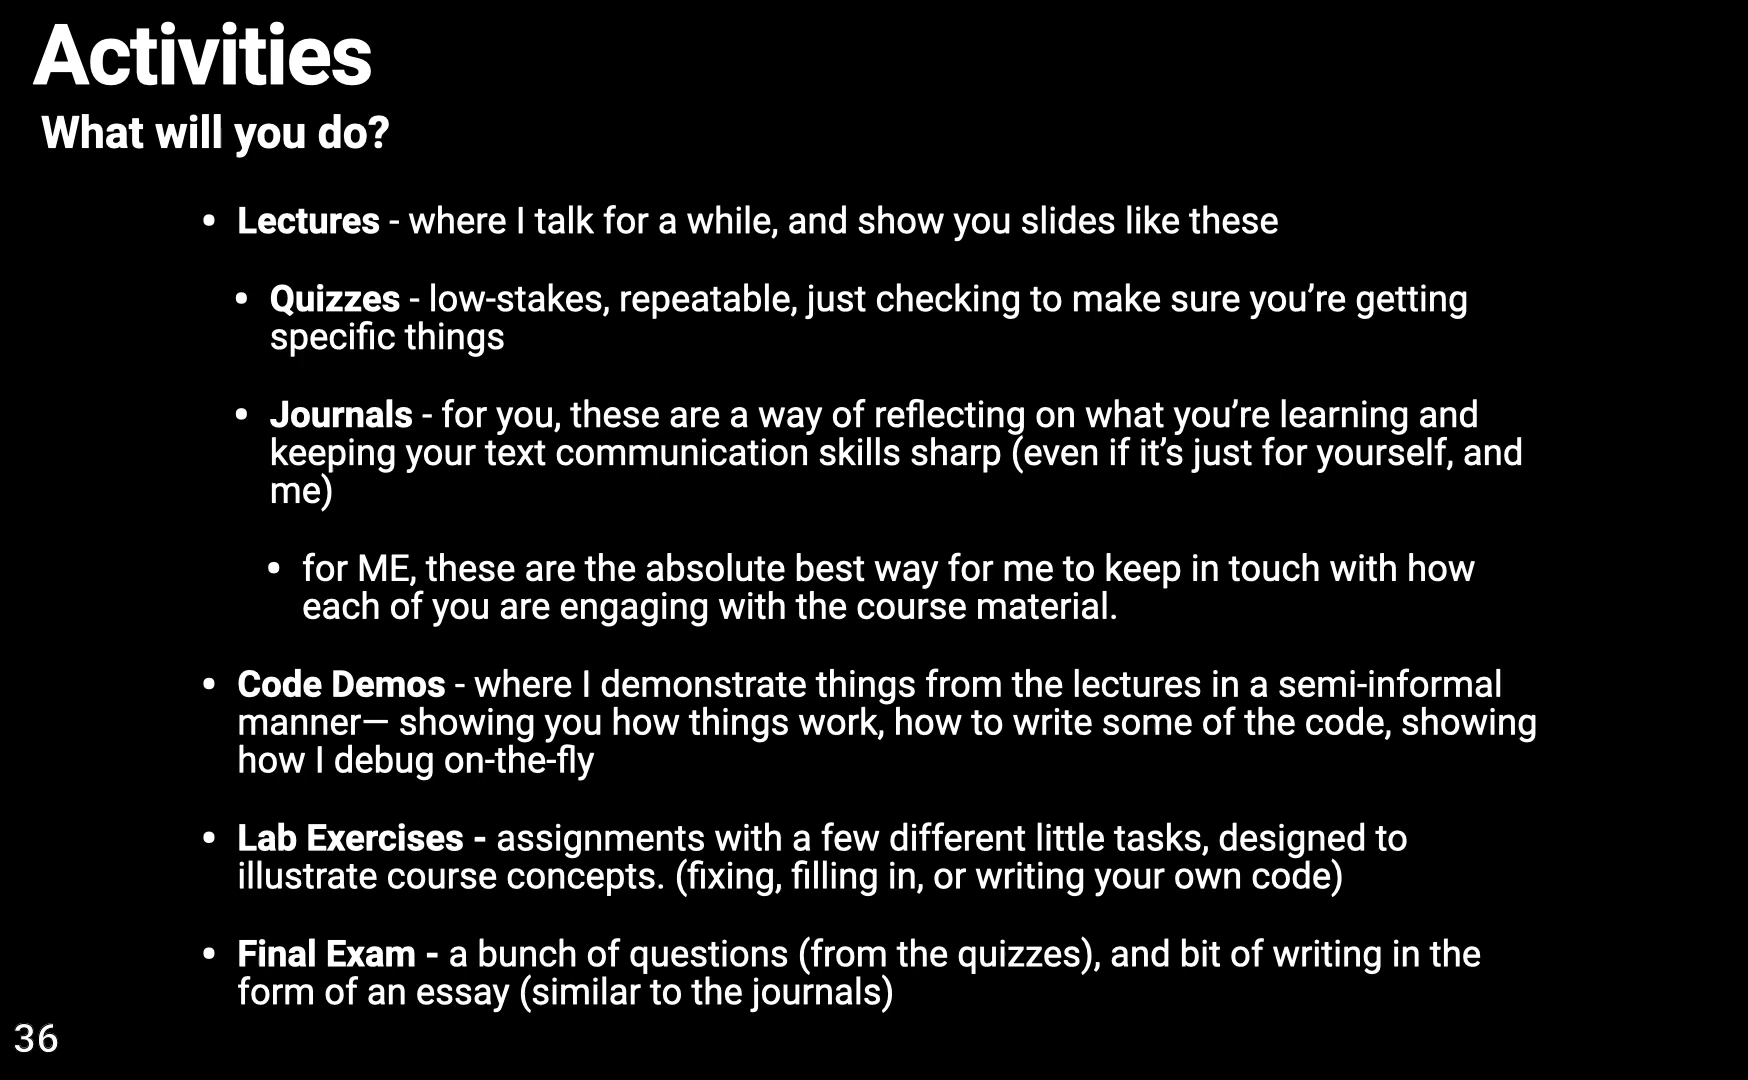 Activities
What will you do?
• Lectures - where I talk for a while, and show you slides like these
• Quizzes - low-stakes, repeatable, just checking to make sure you’re getting
specific things
• Journals - for you, these are a way of reflecting on what you’re learning and
keeping your text communication skills sharp (even if it’s just for yourself, and
me)
• for ME, these are the absolute best way for me to keep in touch with how
each of you are engaging with the course material.
• Code Demos - where I demonstrate things from the lectures in a semi-informal
manner— showing you how things work, how to write some of the code, showing
how I debug on-the-fly
• Lab Exercises - assignments with a few different little tasks, designed to
illustrate course concepts. (fixing, filling in, or writing your own code)
• Final Exam - a bunch of questions (from the quizzes), and bit of writing in the
form of an essay (similar to the journals)
36